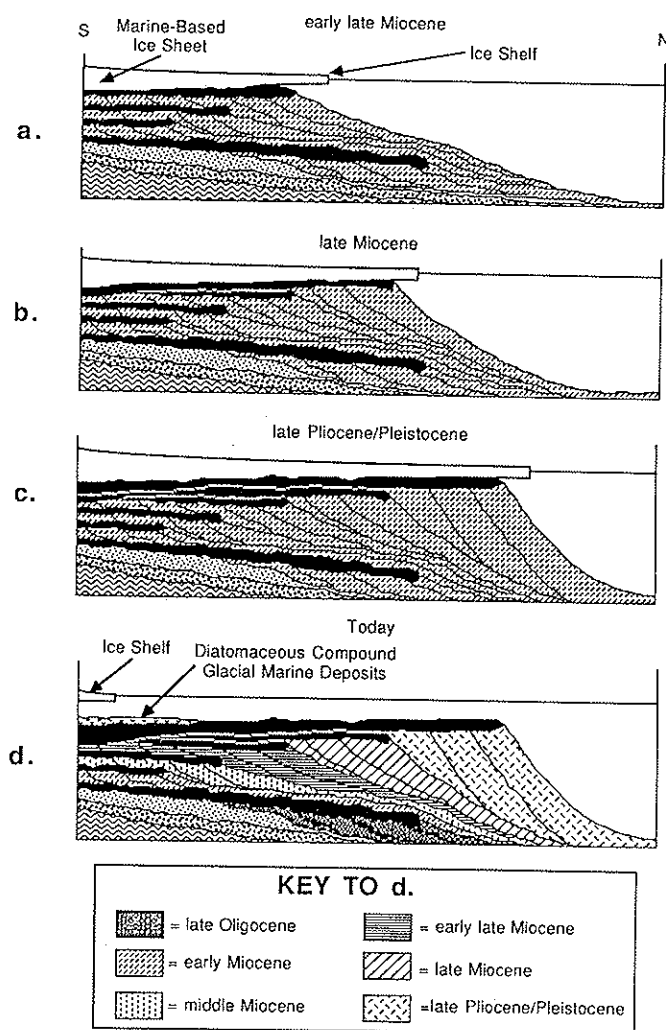 S
Marine-Based
Ice Sheet
early late Miocene
Ice Shelf
N
a.
late Miocene
b.
late Pliocene/Pleistocene
c.
Today
Ice Shelf
Diatomaceous Compound
Glacial Marine Deposits
d.
KEY TO d.
= late Oligocene
= early late Miocene
= early Miocene
= late Miocene
= middle Miocene
=late Pliocene/Pleistocene